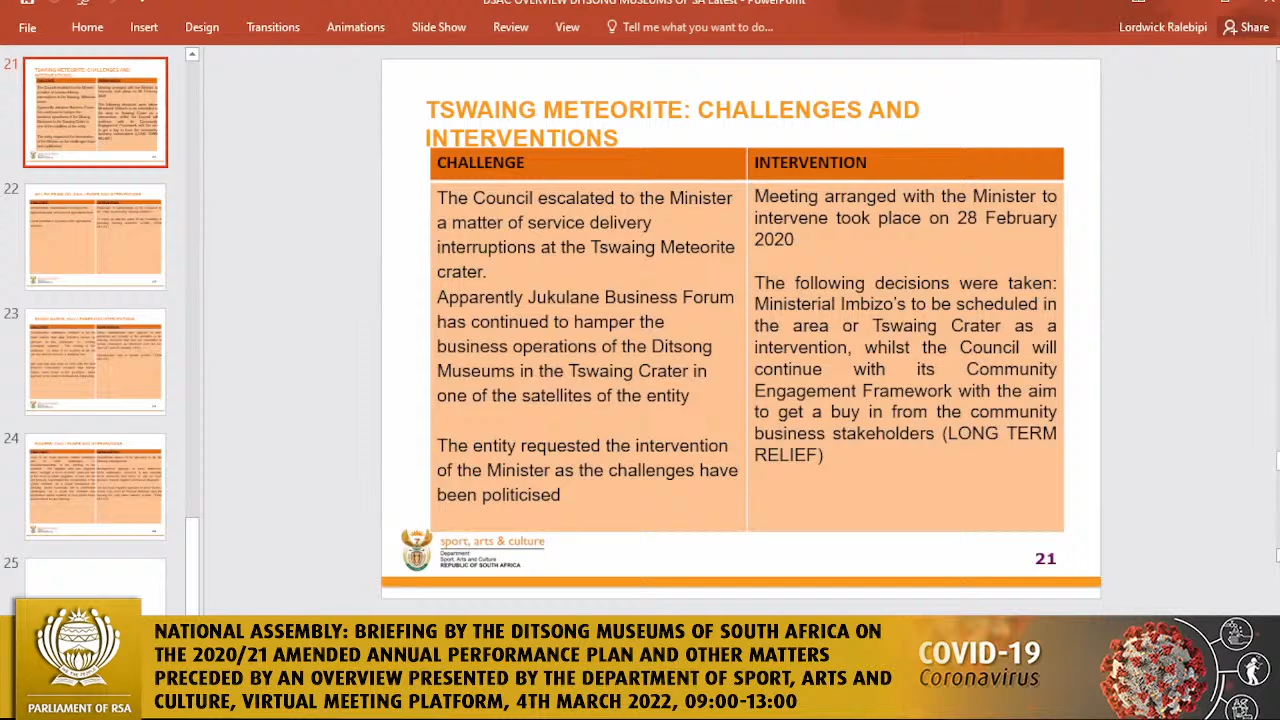 DSAC OVERVIEW DITSONG MUSEUMS OF SA Latest - PowerPoint
File Home Insert Design Transitions Animations Slide Show Review View Tell me what you want to do... Lordwick Ralebipi Share
21
22
23
24
25
TSWAING METEORITE: CHALLENGES AND
INTERVENTIONS
CHALLENGE
The Council escalated to the Minister
a matter of service delivery
interruptions at the Tswaing Meteorite
crater.
Apparently Jukulane Business Forum
has continued to hamper the
business operations of the Ditsong
Museums in the Tswaing Crater in
one of the satellites of the entity
The entity requested the intervention
of the Minister as the challenges have
been politicised
INTERVENTION
Meeting arranged with the Minister to
intervene took place on 28 February
2020
The following decisions were taken:
Ministerial Imbizo's to be scheduled in
the area or Tswaing Crater as a
intervention, whilst the Council will
continue with its Community
Engagement Framework with the aim
to get a buy in from the community
business stakeholders (LONG TERM
RELIEF)
sport, arts & culture
Department
Sport, Arts and Culture
REPUBLIC OF SOUTH AFRICA
21
PARLIAMENT OF RSA
NATIONAL ASSEMBLY: BRIEFING BY THE DITSONG MUSEUMS OF SOUTH AFRICA ON
THE 2020/21 AMENDED ANNUAL PERFORMANCE PLAN AND OTHER MATTERS
PRECEDED BY AN OVERVIEW PRESENTED BY THE DEPARTMENT OF SPORT, ARTS AND
CULTURE, VIRTUAL MEETING PLATFORM, 4TH MARCH 2022, 09:00-13:00
COVID-19
Coronavirus